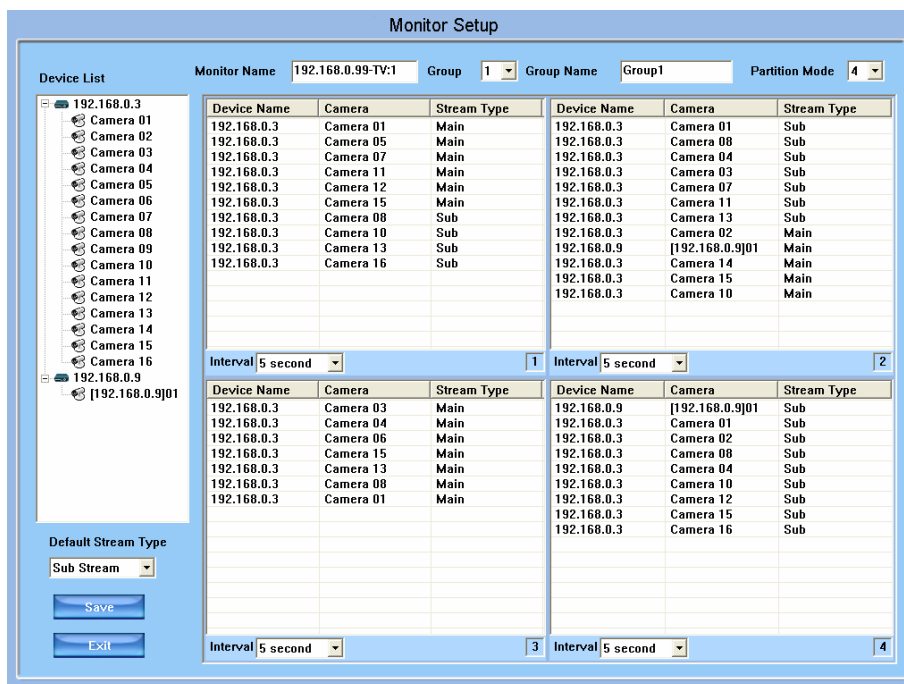 Monitor Setup
Device List
Monitor Name 192.168.0.99-TV:1 Group 1 Group Name Group1 Partition Mode 4
192.168.0.3
Camera 01
Camera 02
Camera 03
Camera 04
Camera 05
Camera 06
Camera 07
Camera 08
Camera 09
Camera 10
Camera 11
Camera 12
Camera 13
Camera 14
Camera 15
Camera 16
192.168.0.9
[192.168.0.9]01
Default Stream Type
Sub Stream
Save
Exit
Device Name Camera Stream Type
192.168.0.3 Camera 01 Main
192.168.0.3 Camera 05 Main
192.168.0.3 Camera 07 Main
192.168.0.3 Camera 11 Main
192.168.0.3 Camera 12 Main
192.168.0.3 Camera 15 Main
192.168.0.3 Camera 08 Sub
192.168.0.3 Camera 10 Sub
192.168.0.3 Camera 13 Sub
192.168.0.3 Camera 16 Sub
Interval 5 second 1
Device Name Camera Stream Type
192.168.0.3 Camera 01 Sub
192.168.0.3 Camera 08 Sub
192.168.0.3 Camera 04 Sub
192.168.0.3 Camera 03 Sub
192.168.0.3 Camera 07 Sub
192.168.0.3 Camera 11 Sub
192.168.0.3 Camera 13 Sub
192.168.0.3 Camera 02 Main
192.168.0.9 [192.168.0.9]01 Main
192.168.0.3 Camera 14 Main
192.168.0.3 Camera 15 Main
192.168.0.3 Camera 10 Main
Interval 5 second 2
Device Name Camera Stream Type
192.168.0.3 Camera 03 Main
192.168.0.3 Camera 04 Main
192.168.0.3 Camera 06 Main
192.168.0.3 Camera 15 Main
192.168.0.3 Camera 13 Main
192.168.0.3 Camera 08 Main
192.168.0.3 Camera 01 Main
Interval 5 second 3
Device Name Camera Stream Type
192.168.0.9 [192.168.0.9]01 Sub
192.168.0.3 Camera 01 Sub
192.168.0.3 Camera 02 Sub
192.168.0.3 Camera 08 Sub
192.168.0.3 Camera 04 Sub
192.168.0.3 Camera 10 Sub
192.168.0.3 Camera 12 Sub
192.168.0.3 Camera 15 Sub
192.168.0.3 Camera 16 Sub
Interval 5 second 4